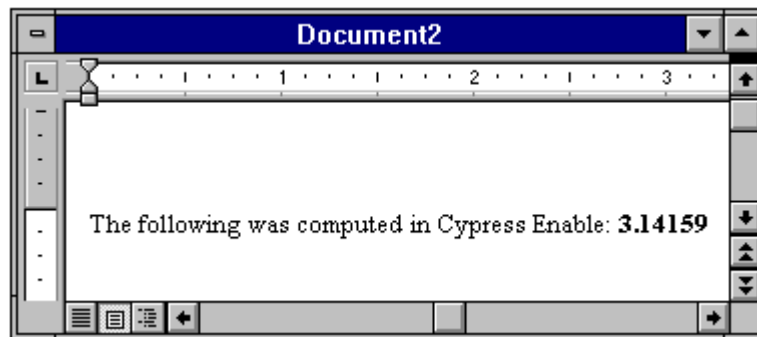 Document2
L 1 2 3
The following was computed in Cypress Enable: 3.14159